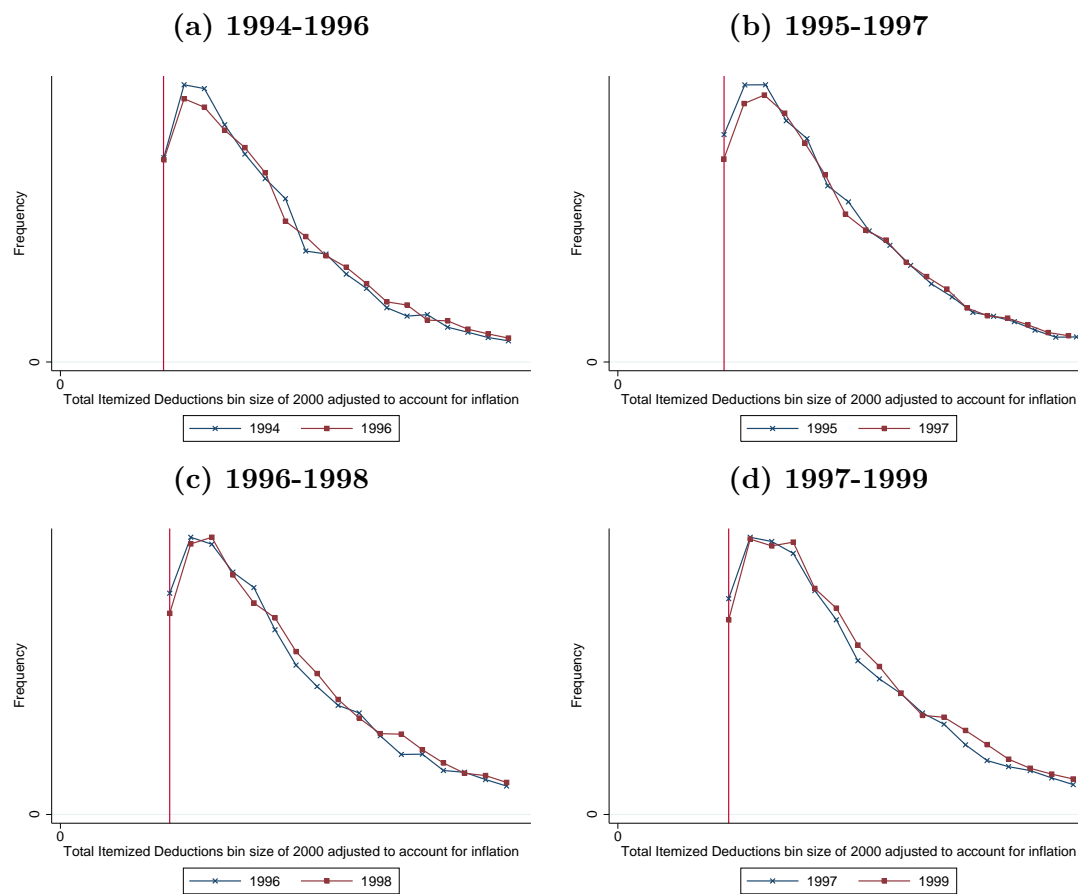 (a) 1994-1996
Frequency
0
0
Total Itemized Deductions bin size of 2000 adjusted to account for inflation
1994 1996
(b) 1995-1997
Frequency
0
0
Total Itemized Deductions bin size of 2000 adjusted to account for inflation
1995 1997
(c) 1996-1998
Frequency
0
0
Total Itemized Deductions bin size of 2000 adjusted to account for inflation
1996 1998
(d) 1997-1999
Frequency
0
0
Total Itemized Deductions bin size of 2000 adjusted to account for inflation
1997 1999